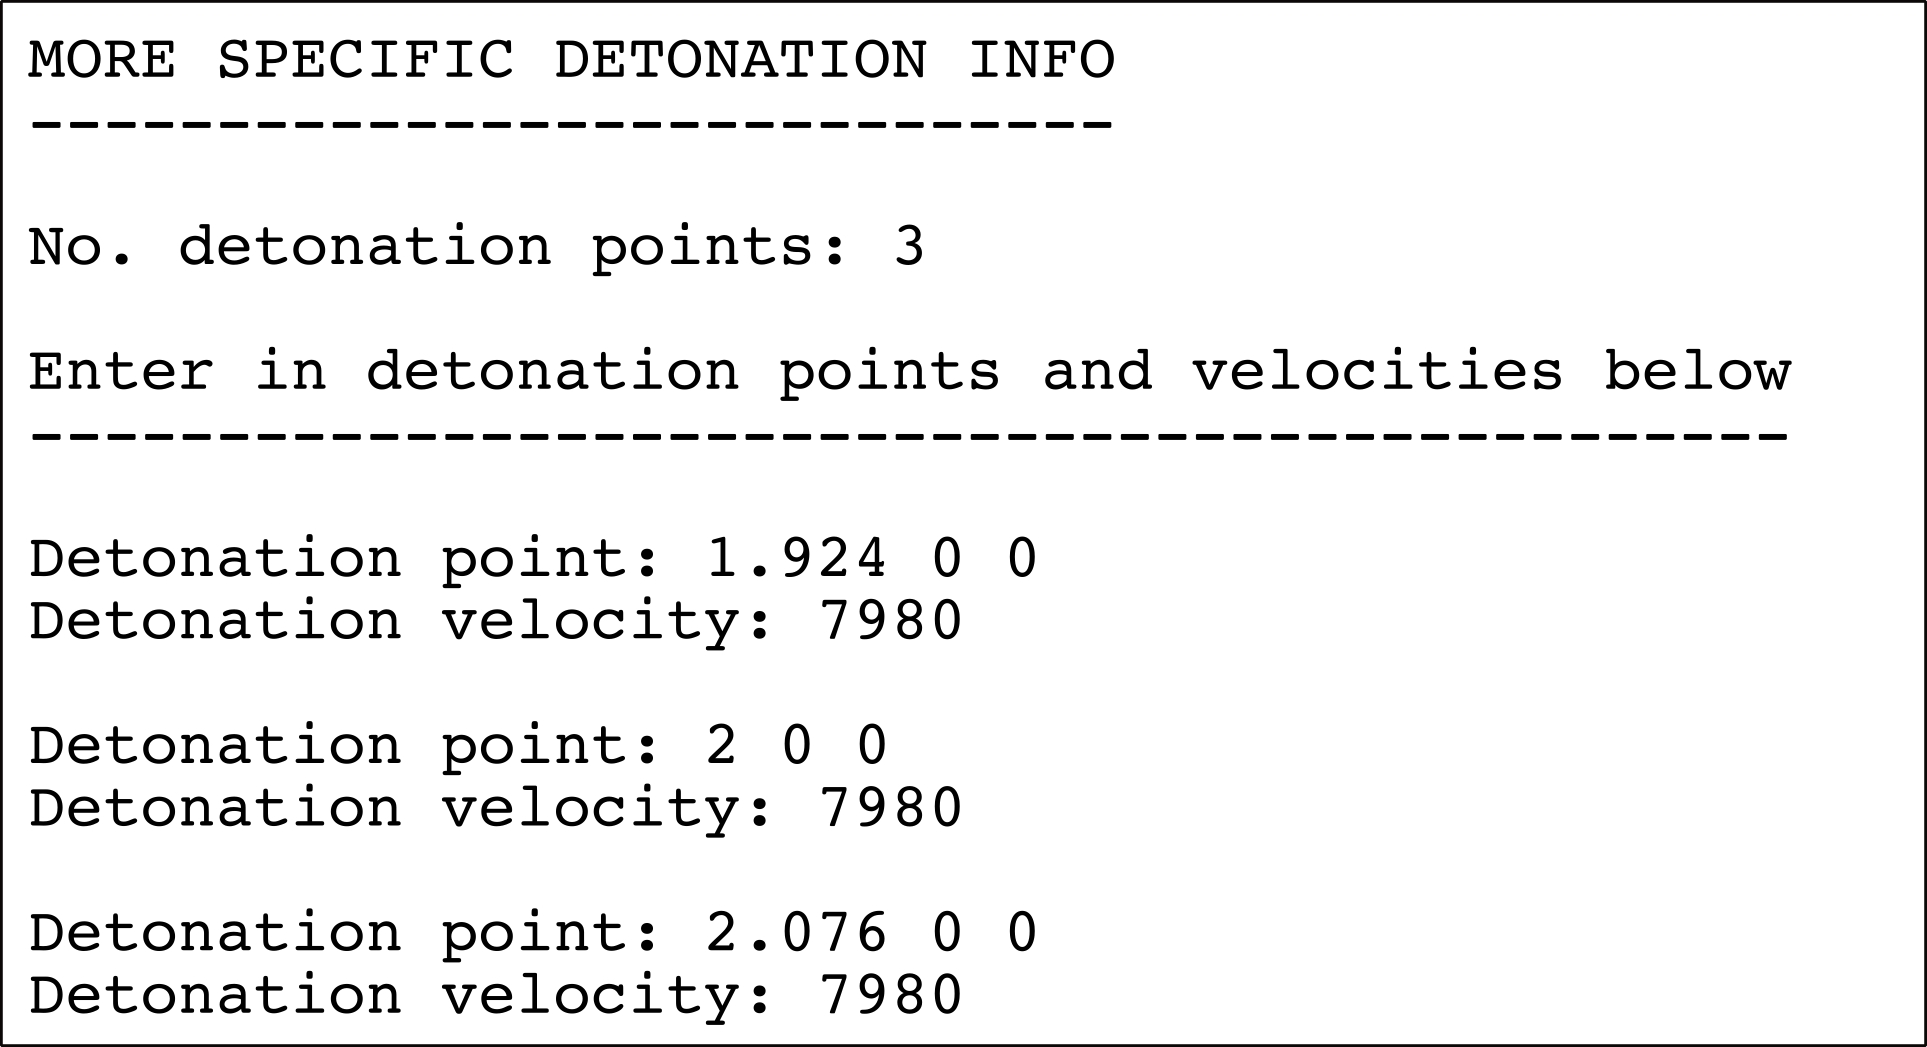 MORE SPECIFIC DETONATION INFO
-----------------------------
No. detonation points: 3
Enter in detonation points and velocities below
-----------------------------------------------
Detonation point: 1.924 0 0
Detonation velocity: 7980
Detonation point: 2 0 0
Detonation velocity: 7980
Detonation point: 2.076 0 0
Detonation velocity: 7980